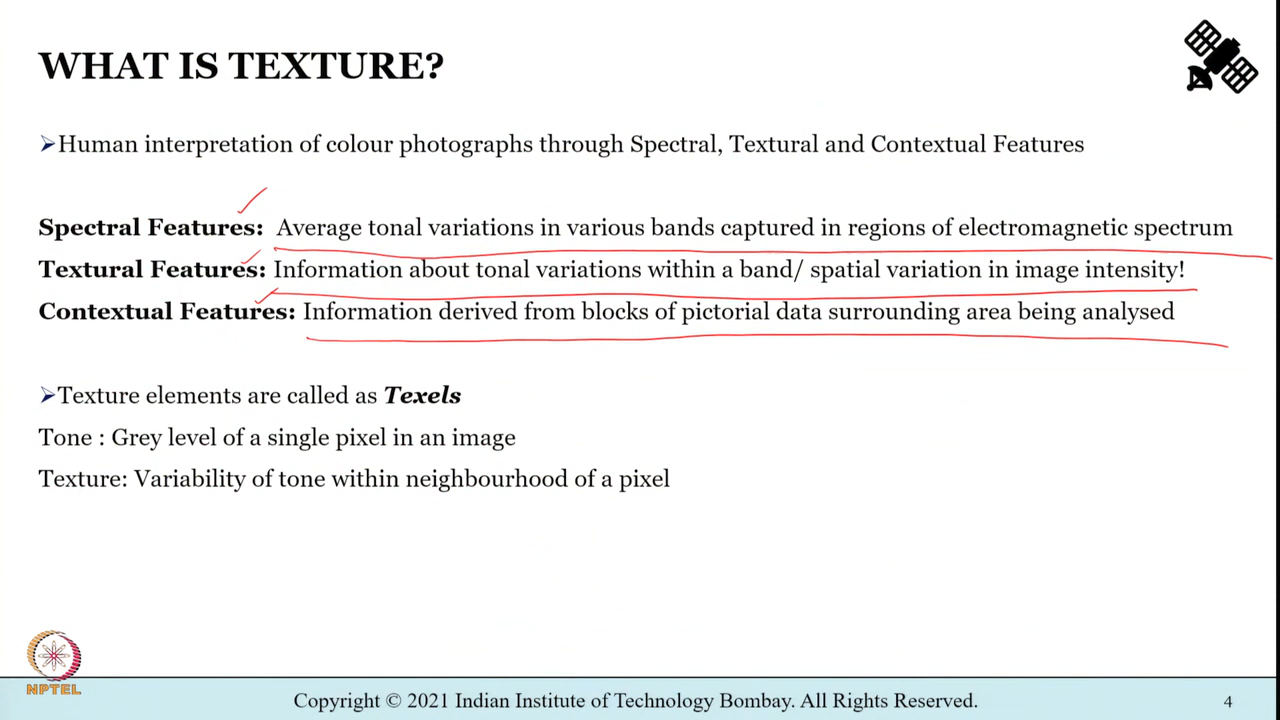 WHAT IS TEXTURE?
➢Human interpretation of colour photographs through Spectral, Textural and Contextual Features
Spectral Features: Average tonal variations in various bands captured in regions of electromagnetic spectrum
Textural Features: Information about tonal variations within a band/ spatial variation in image intensity!
Contextual Features: Information derived from blocks of pictorial data surrounding area being analysed
➢Texture elements are called as Texels
Tone : Grey level of a single pixel in an image
Texture: Variability of tone within neighbourhood of a pixel
NPTEL
Copyright © 2021 Indian Institute of Technology Bombay. All Rights Reserved.
4